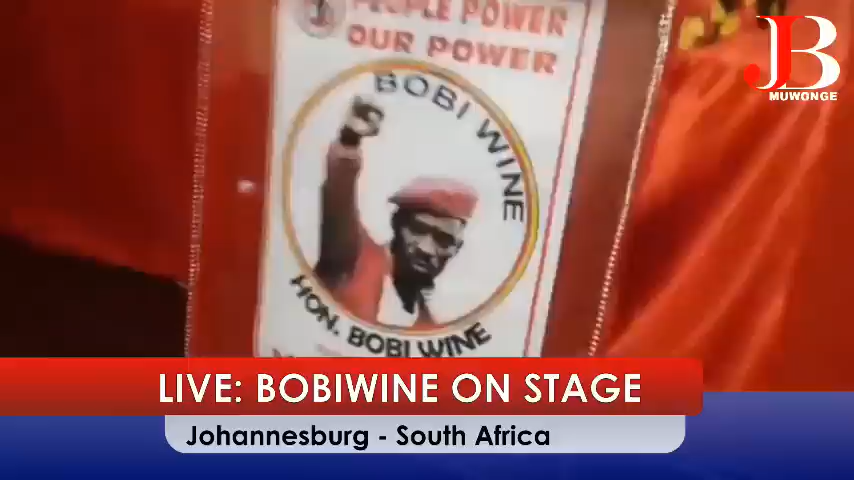 PEOPLE POWER
OUR POWER
BOBI WINE
HON. BOBI WINE
JB
MUWONGE
LIVE: BOBIWINE ON STAGE
Johannesburg - South Africa